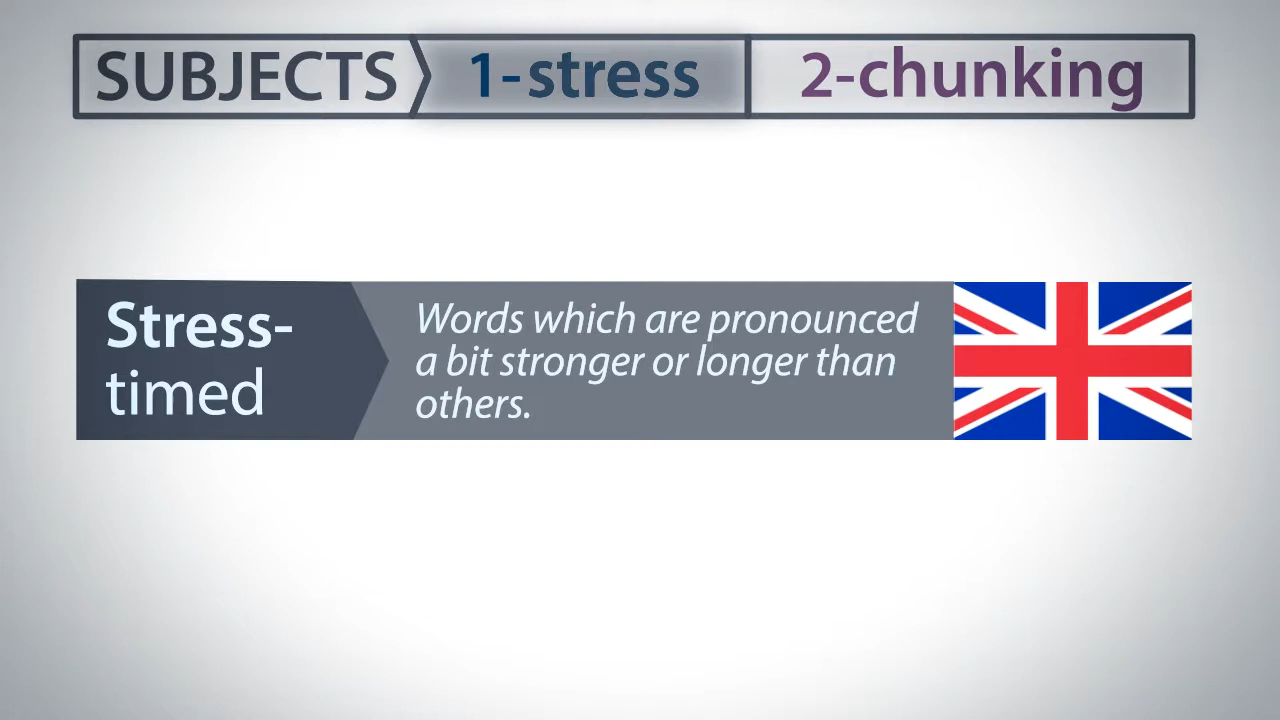 SUBJECTS 1-stress 2-chunking
Stress-
timed
Words which are pronounced
a bit stronger or longer than
others.